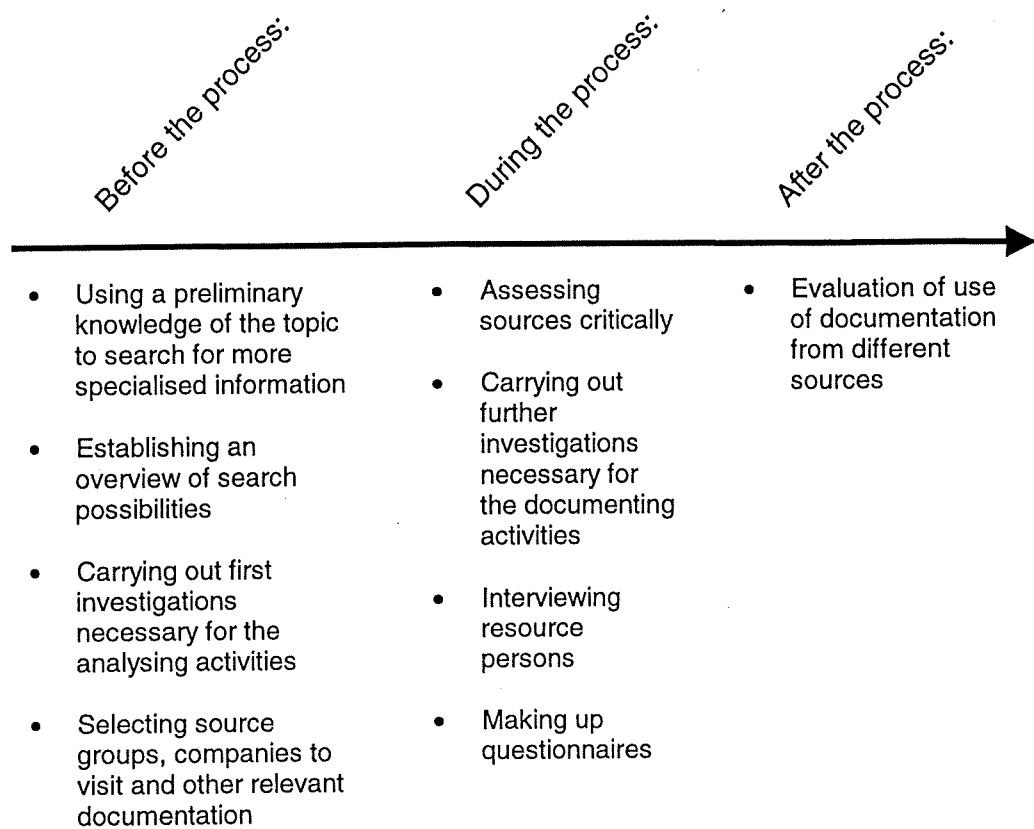 Before the process:
During the process:
After the process:
• Using a preliminary
knowledge of the topic
to search for more
specialised information
• Establishing an
overview of search
possibilities
• Carrying out first
investigations
necessary for the
analysing activities
• Selecting source
groups, companies to
visit and other relevant
documentation
• Assessing
sources critically
• Carrying out
further
investigations
necessary for
the documenting
activities
• Interviewing
resource
persons
• Making up
questionnaires
• Evaluation of use
of documentation
from different
sources